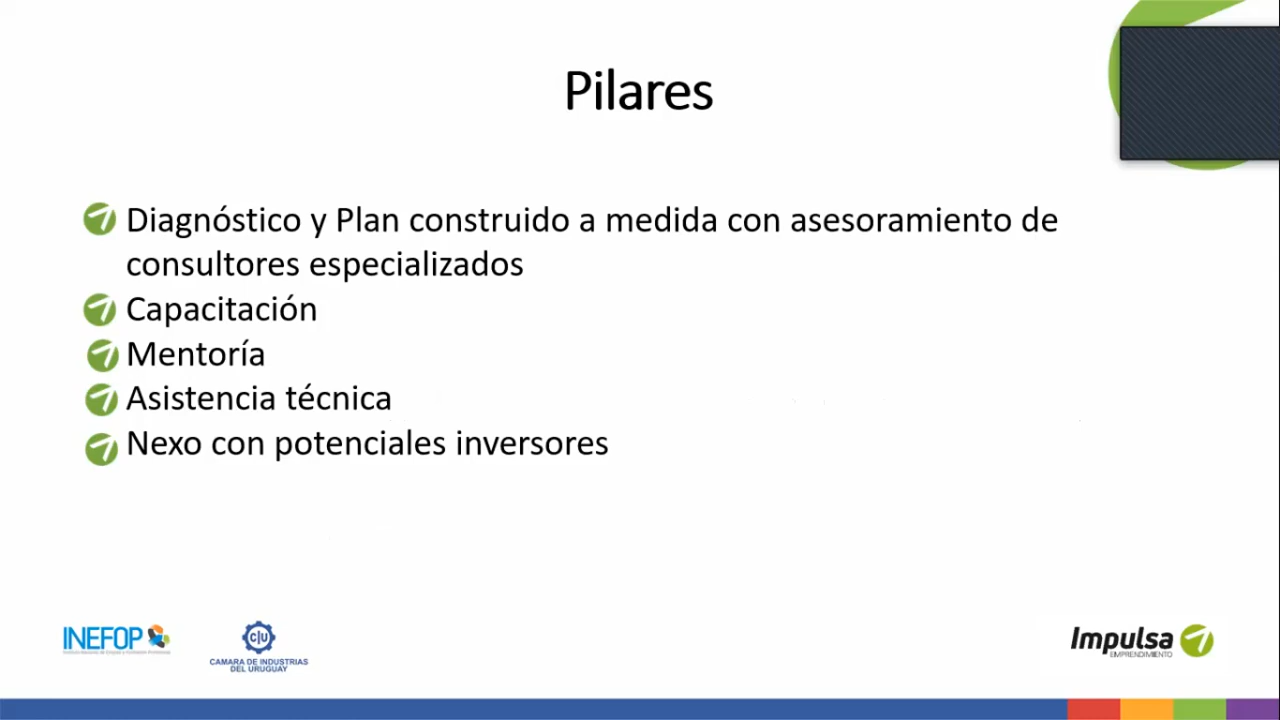 Pilares
Diagnóstico y Plan construido a medida con asesoramiento de
consultores especializados
Capacitación
Mentoría
Asistencia técnica
Nexo con potenciales inversores
INEFOP
CIU
CAMARA DE INDUSTRIAS
DEL URUGUAY
Impulsa
EMPRENDIMIENTO